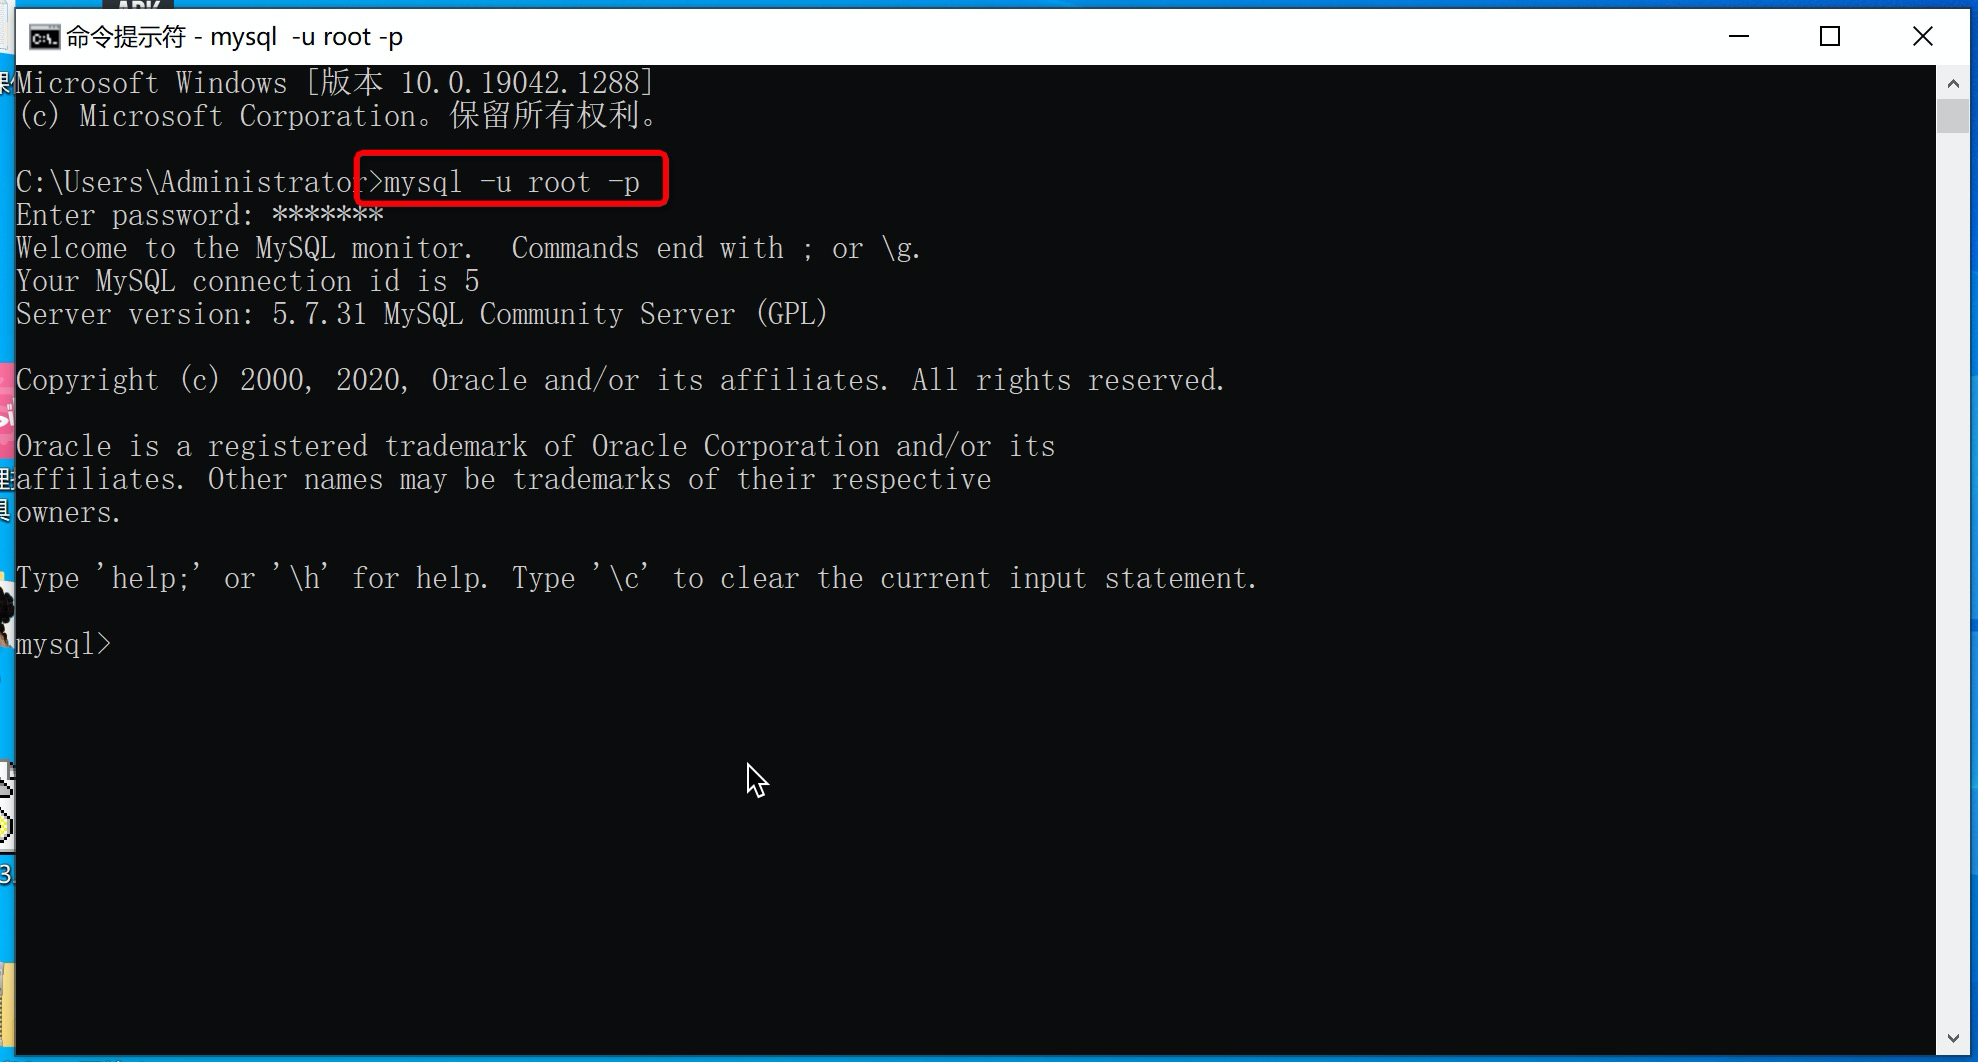 命令提示符 - mysql  -u root -p
Microsoft Windows [版本 10.0.19042.1288]
(c) Microsoft Corporation。保留所有权利。
C:\Users\Administrator>mysql -u root -p
Enter password: *******
Welcome to the MySQL monitor.  Commands end with ; or \g.
Your MySQL connection id is 5
Server version: 5.7.31 MySQL Community Server (GPL)
Copyright (c) 2000, 2020, Oracle and/or its affiliates. All rights reserved.
Oracle is a registered trademark of Oracle Corporation and/or its
affiliates. Other names may be trademarks of their respective
owners.
Type 'help;' or '\h' for help. Type '\c' to clear the current input statement.
mysql>